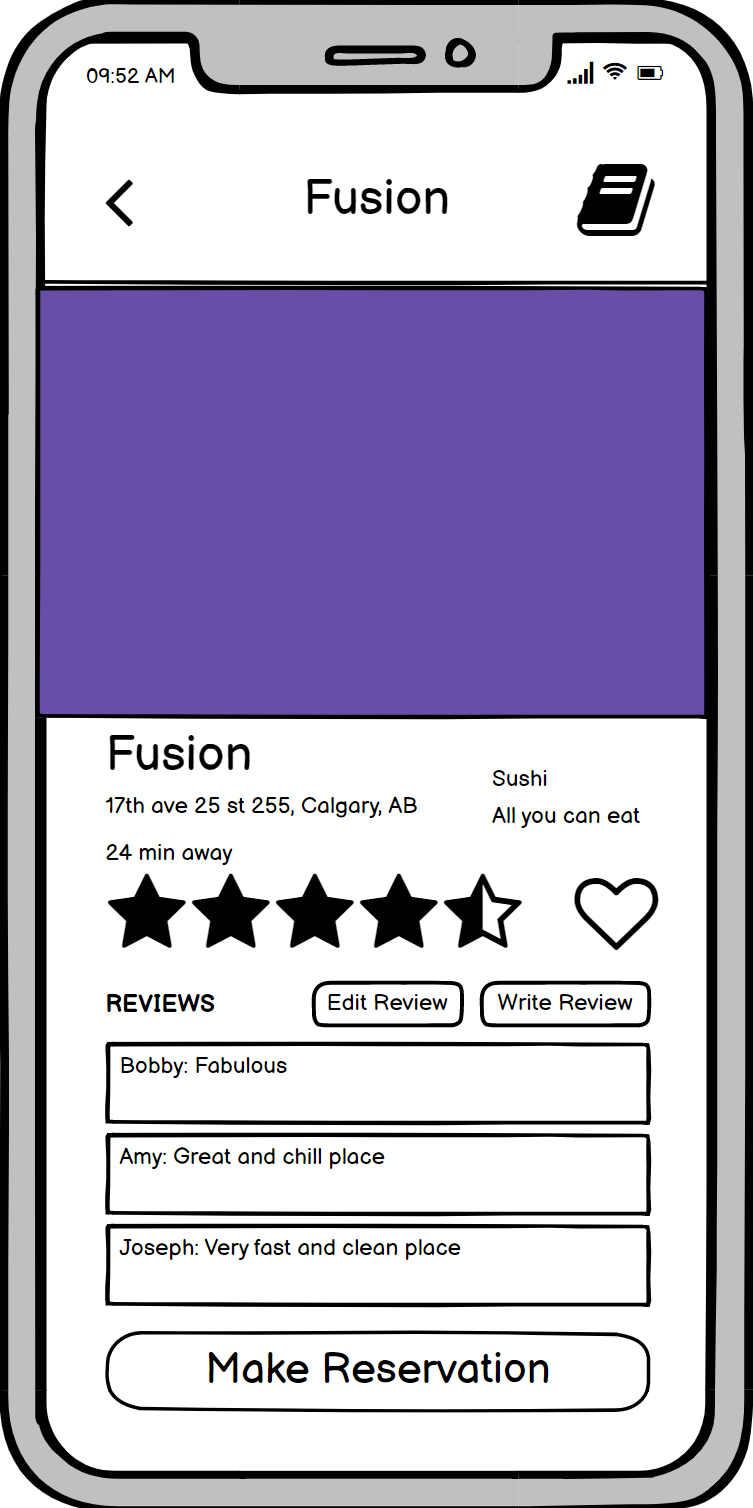 09:52 AM
Fusion
Fusion
17th ave 25 st 255, Calgary, AB
24 min away
Sushi
All you can eat
REVIEWS
Edit Review
Write Review
Bobby: Fabulous
Amy: Great and chill place
Joseph: Very fast and clean place
Make Reservation